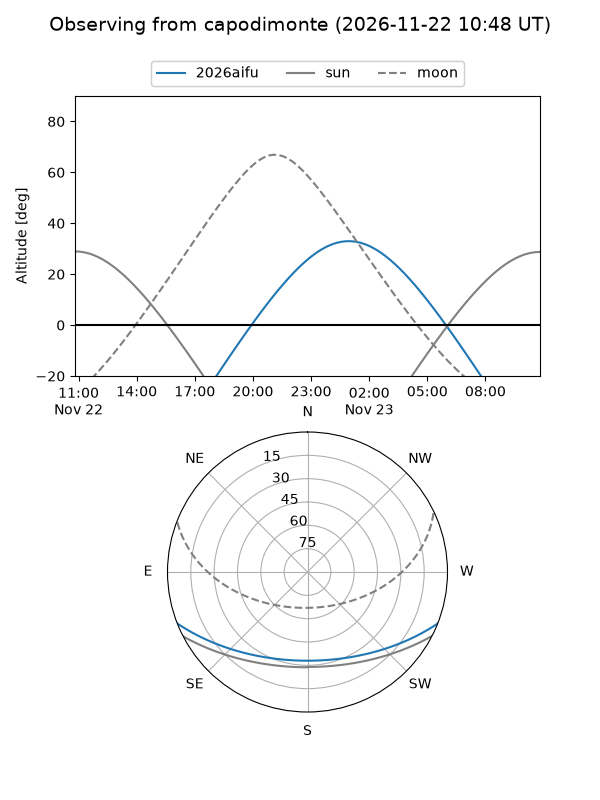 Observing from capodimonte (2026-11-22 10:48 UT)
2026aifu sun moon
80
60
40
20
0
−20
Altitude [deg]
11:00 14:00 17:00 20:00 23:00 02:00 05:00 08:00
Nov 22 Nov 23
N
NE NW
15
30
45
60
75
E W
SE SW
S